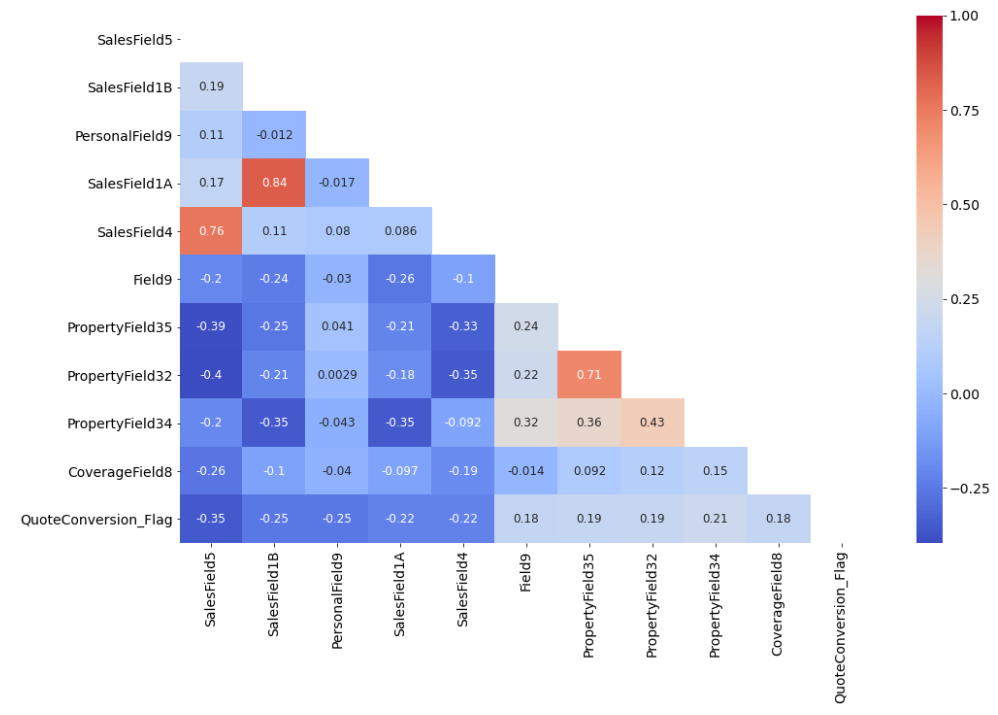 1.00
SalesField5
SalesField1B 0.19
PersonalField9 0.11 -0.012
0.75
SalesField1A 0.17 0.84 -0.017
0.50
SalesField4 0.76 0.11 0.08 0.086
Field9 -0.2 -0.24 -0.03 -0.26 -0.1
0.25
PropertyField35 -0.39 -0.25 0.041 -0.21 -0.33 0.24
PropertyField32 -0.4 -0.21 0.0029 -0.18 -0.35 0.22 0.71
0.00
PropertyField34 -0.2 -0.35 -0.043 -0.35 -0.092 0.32 0.36 0.43
CoverageField8 -0.26 -0.1 -0.04 -0.097 -0.19 -0.014 0.092 0.12 0.15
−0.25
QuoteConversion_Flag -0.35 -0.25 -0.25 -0.22 -0.22 0.18 0.19 0.19 0.21 0.18
SalesField5
SalesField1B
PersonalField9
SalesField1A
SalesField4
Field9
PropertyField35
PropertyField32
PropertyField34
CoverageField8
QuoteConversion_Flag